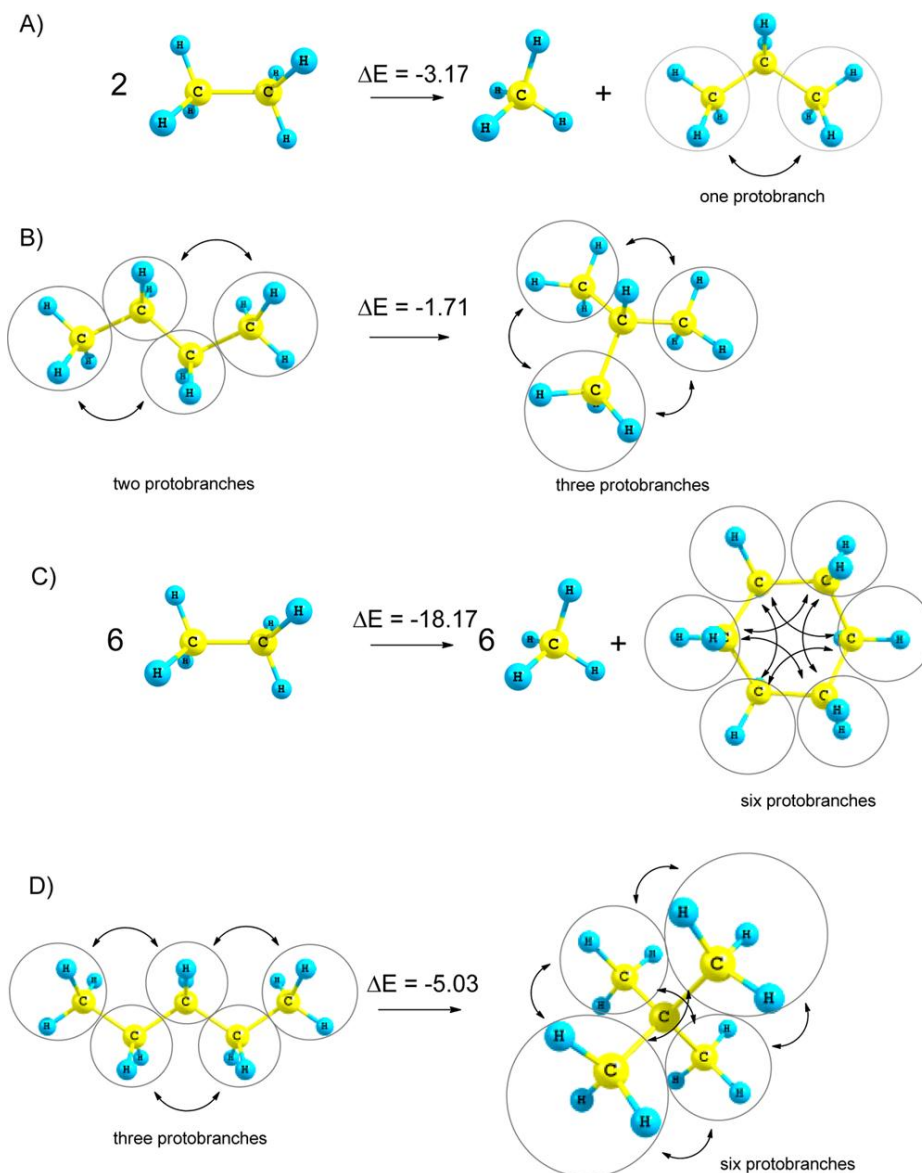 A)
2
ΔE = -3.17
+
one protobranch
B)
ΔE = -1.71
two protobranches
three protobranches
C)
6
ΔE = -18.17
6
+
six protobranches
D)
ΔE = -5.03
three protobranches
six protobranches